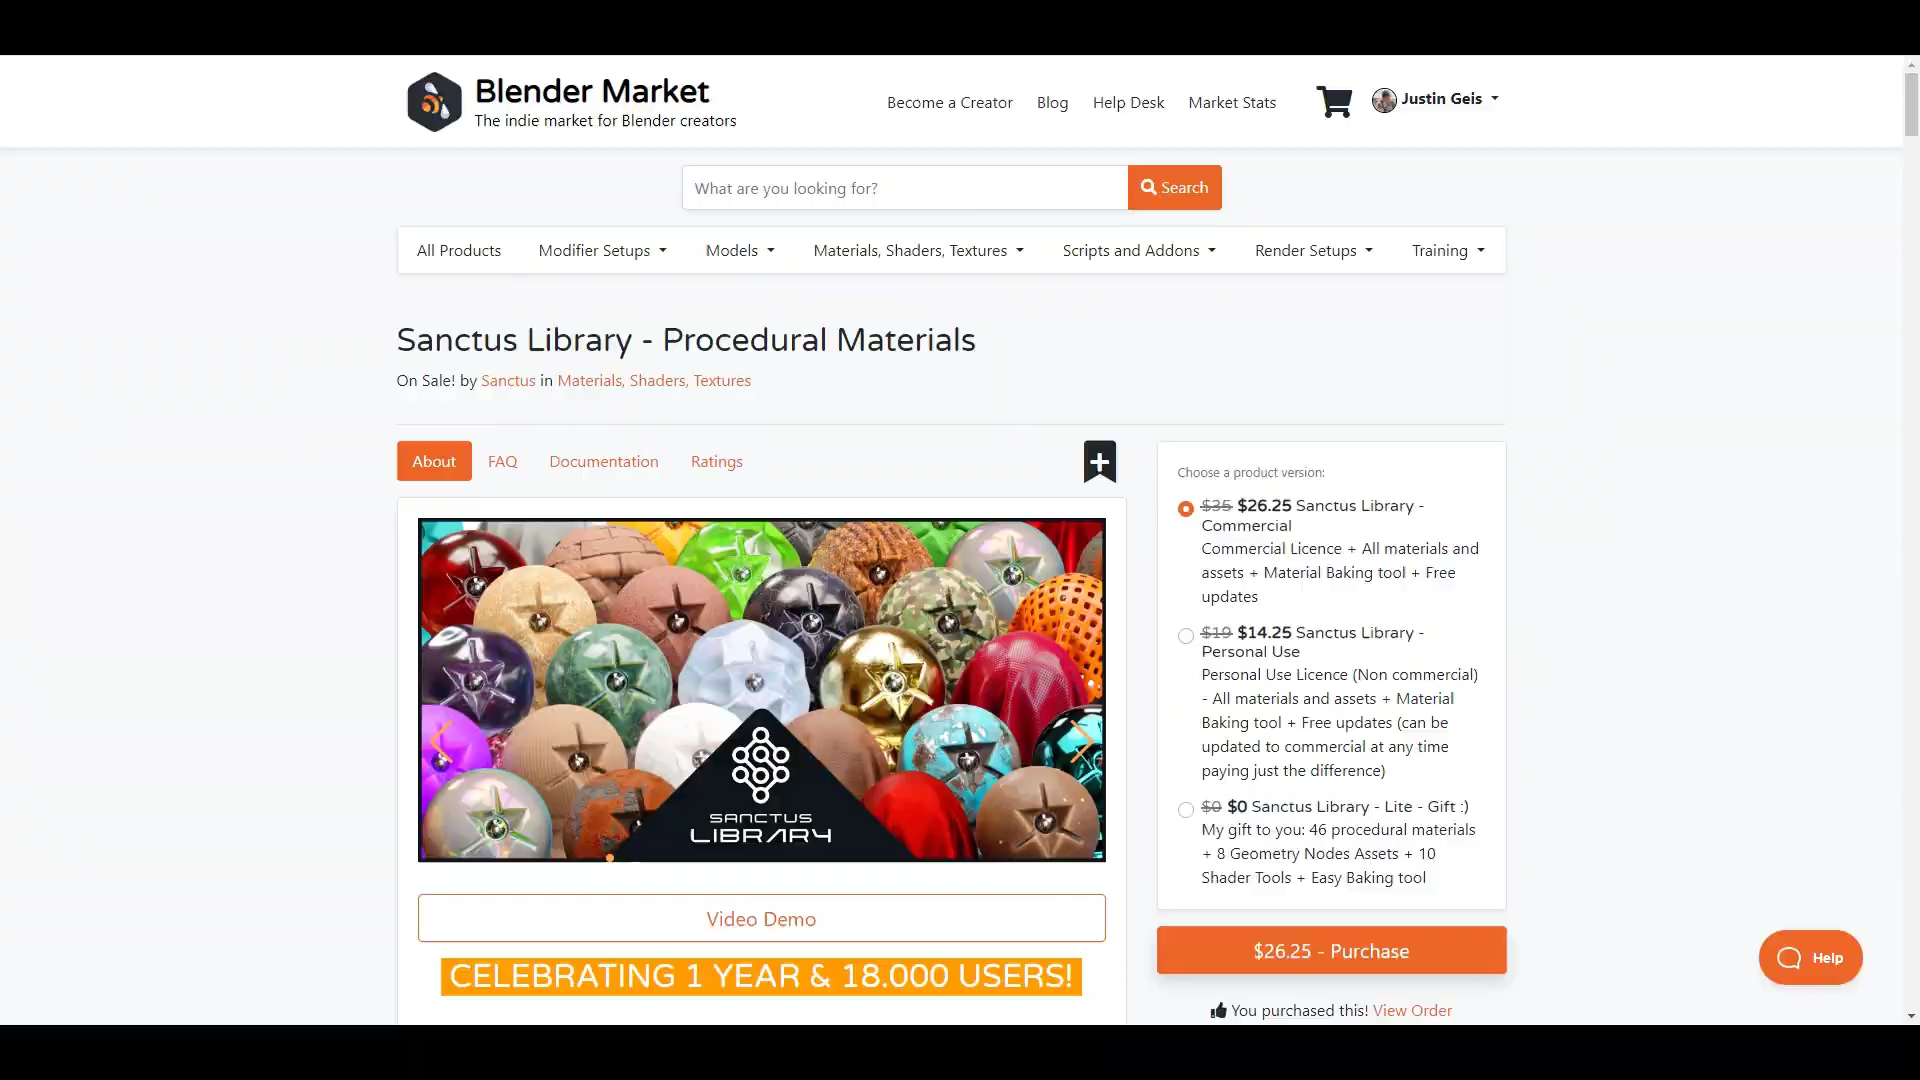 Blender Market
The indie market for Blender creators
Become a Creator
Blog
Help Desk
Market Stats
Justin Geis
What are you looking for?
Search
All Products
Modifier Setups
Models
Materials, Shaders, Textures
Scripts and Addons
Render Setups
Training
Sanctus Library - Procedural Materials
On Sale! by Sanctus in Materials, Shaders, Textures
About
FAQ
Documentation
Ratings
SANCTUS
LIBRARY
Video Demo
CELEBRATING 1 YEAR & 18.000 USERS!
Choose a product version:
$35 $26.25 Sanctus Library -
Commercial
Commercial Licence + All materials and
assets + Material Baking tool + Free
updates
$19 $14.25 Sanctus Library -
Personal Use
Personal Use Licence (Non commercial)
- All materials and assets + Material
Baking tool + Free updates (can be
updated to commercial at any time
paying just the difference)
$0 $0 Sanctus Library - Lite - Gift :)
My gift to you: 46 procedural materials
+ 8 Geometry Nodes Assets + 10
Shader Tools + Easy Baking tool
$26.25 - Purchase
You purchased this! View Order
Help